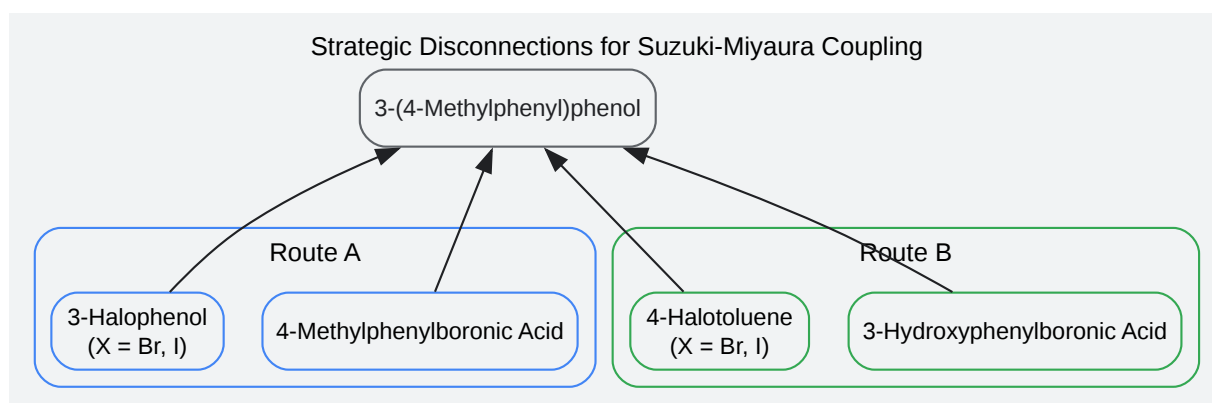 Strategic Disconnections for Suzuki-Miyaura Coupling
3-(4-Methylphenyl)phenol
Route A
3-Halophenol
(X = Br, I)
4-Methylphenylboronic Acid
Route B
4-Halotoluene
(X = Br, I)
3-Hydroxyphenylboronic Acid